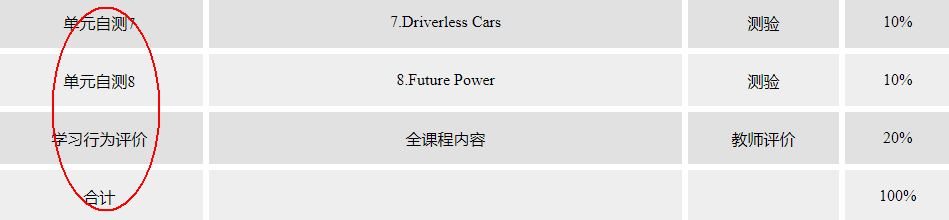 单元自测7 7.Driverless Cars 测验 10%
单元自测8 8.Future Power 测验 10%
学习行为评价 全课程内容 教师评价 20%
合计 100%